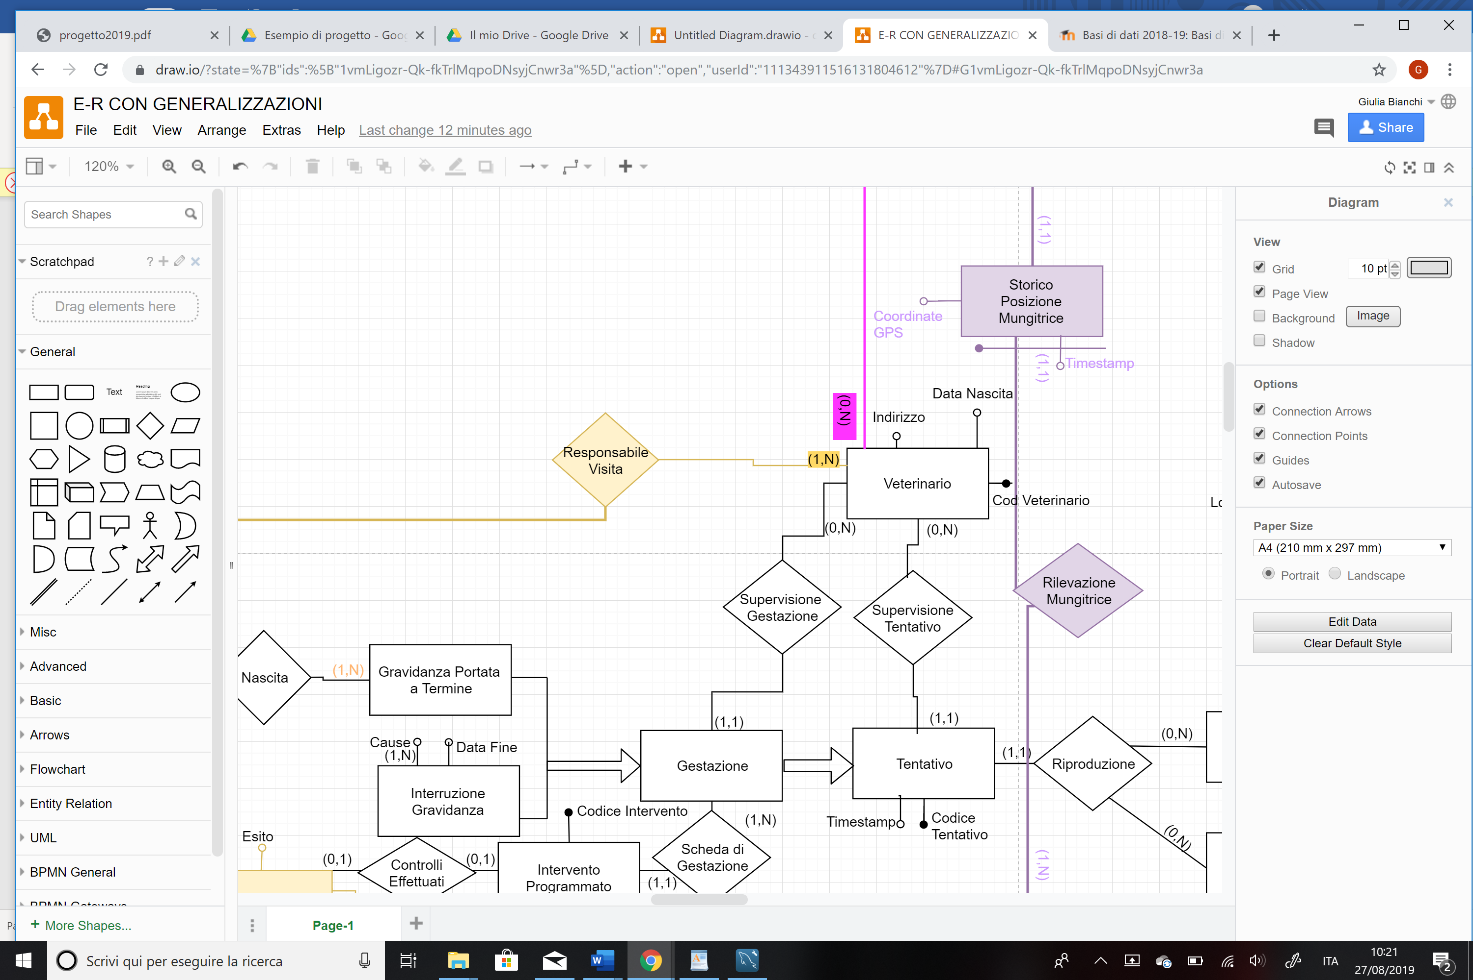 progetto2019.pdf
Esempio di progetto - Goo
Il mio Drive - Google Drive
Untitled Diagram.drawio -
E-R CON GENERALIZZAZIO
Basi di dati 2018-19: Basi d
draw.io/?state=%7B"ids":%5B"1vmLigozr-Qk-fkTrlMqpoDNsyjCnwr3a"%5D,"action":"open","userId":"111343911516131804612"%7D#G1vmLigozr-Qk-fkTrlMqpoDNsyjCnwr3a
G
E-R CON GENERALIZZAZIONI
Giulia Bianchi
File Edit View Arrange Extras Help Last change 12 minutes ago
Share
120%
Search Shapes
Scratchpad
?
Drag elements here
General
Text
Misc
Advanced
Basic
Arrows
Flowchart
Entity Relation
UML
BPMN General
BPMN Gateways
+ More Shapes...
(1,1)
Storico
Posizione
Mungitrice
Coordinate
GPS
(1,1)
Timestamp
Data Nascita
(0,N)
Indirizzo
Responsabile
Visita
(1,N)
Veterinario
Cod Veterinario
Lo
(0,N)
(0,N)
Rilevazione
Mungitrice
Supervisione
Gestazione
Supervisione
Tentativo
Nascita
(1,N)
Gravidanza Portata
a Termine
(1,1)
(1,1)
(0,N)
Cause
(1,N)
Data Fine
Gestazione
Tentativo
(1,1)
Riproduzione
Interruzione
Gravidanza
Codice Intervento
(1,N)
Timestamp
Codice
Tentativo
(0,N)
Esito
(0,1)
Controlli
Effettuati
(0,1)
Intervento
Programmato
(1,1)
Scheda di
Gestazione
(1,N)
Page-1
Diagram
View
Grid
10 pt
Page View
Background
Image
Shadow
Options
Connection Arrows
Connection Points
Guides
Autosave
Paper Size
A4 (210 mm x 297 mm)
Portrait
Landscape
Edit Data
Clear Default Style
Scrivi qui per eseguire la ricerca
ITA
10:21
27/08/2019
2